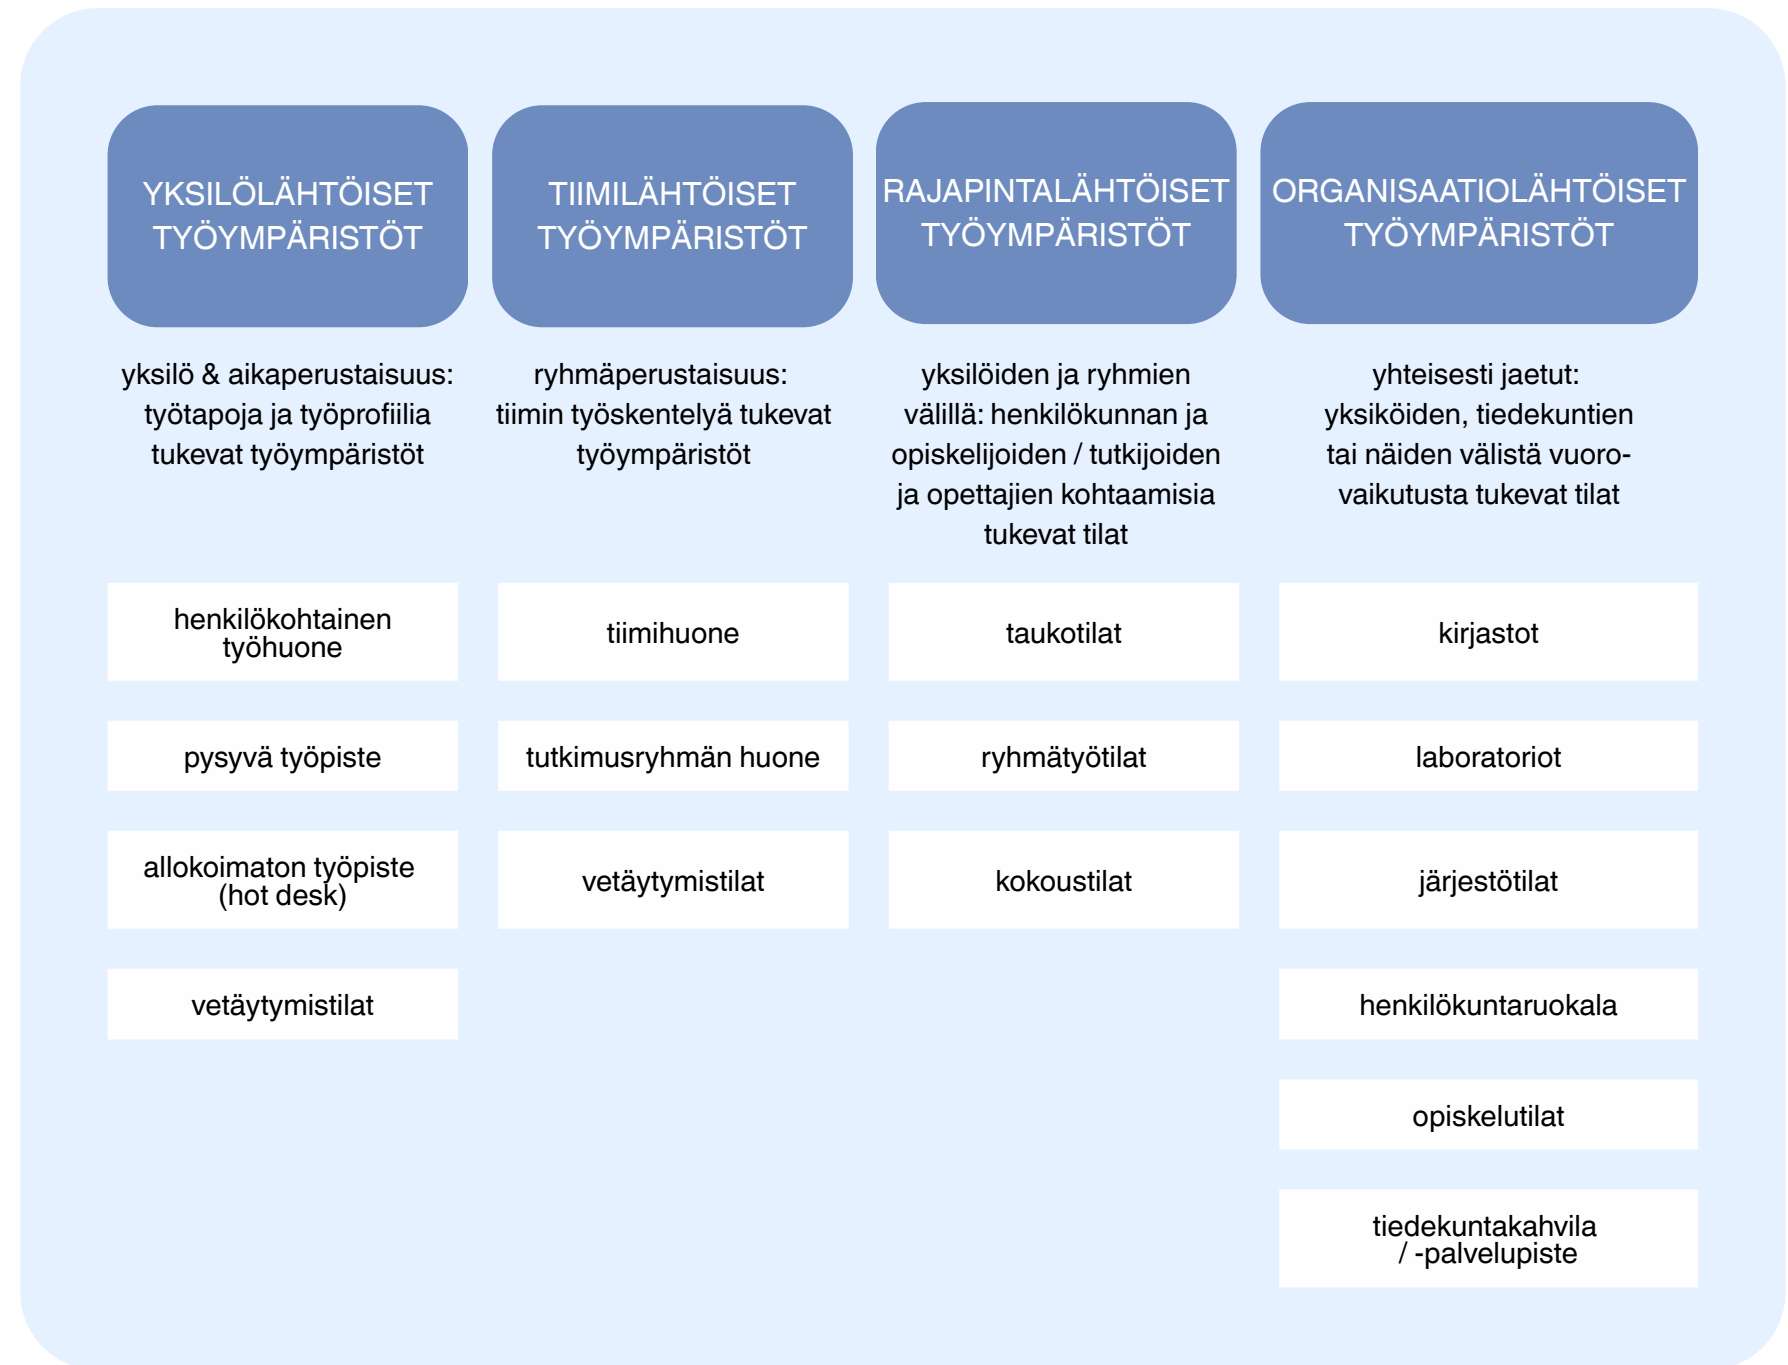 YKSILÖLÄHTÖISET
TYÖYMPÄRISTÖT
yksilö & aikaperustaisuus:
työtapoja ja työprofiilia
tukevat työympäristöt
henkilökohtainen
työhuone
pysyvä työpiste
allokoimaton työpiste
(hot desk)
vetäytymistilat
TIIMILÄHTÖISET
TYÖYMPÄRISTÖT
ryhmäperustaisuus:
tiimin työskentelyä tukevat
työympäristöt
tiimihuone
tutkimusryhmän huone
vetäytymistilat
RAJAPINTALÄHTÖISET
TYÖYMPÄRISTÖT
yksilöiden ja ryhmien
välillä: henkilökunnan ja
opiskelijoiden / tutkijoiden
ja opettajien kohtaamisia
tukevat tilat
taukotilat
ryhmätyötilat
kokoustilat
ORGANISAATIOLÄHTÖISET
TYÖYMPÄRISTÖT
yhteisesti jaetut:
yksiköiden, tiedekuntien
tai näiden välistä vuoro-
vaikutusta tukevat tilat
kirjastot
laboratoriot
järjestötilat
henkilökuntaruokala
opiskelutilat
tiedekuntakahvila
/ -palvelupiste